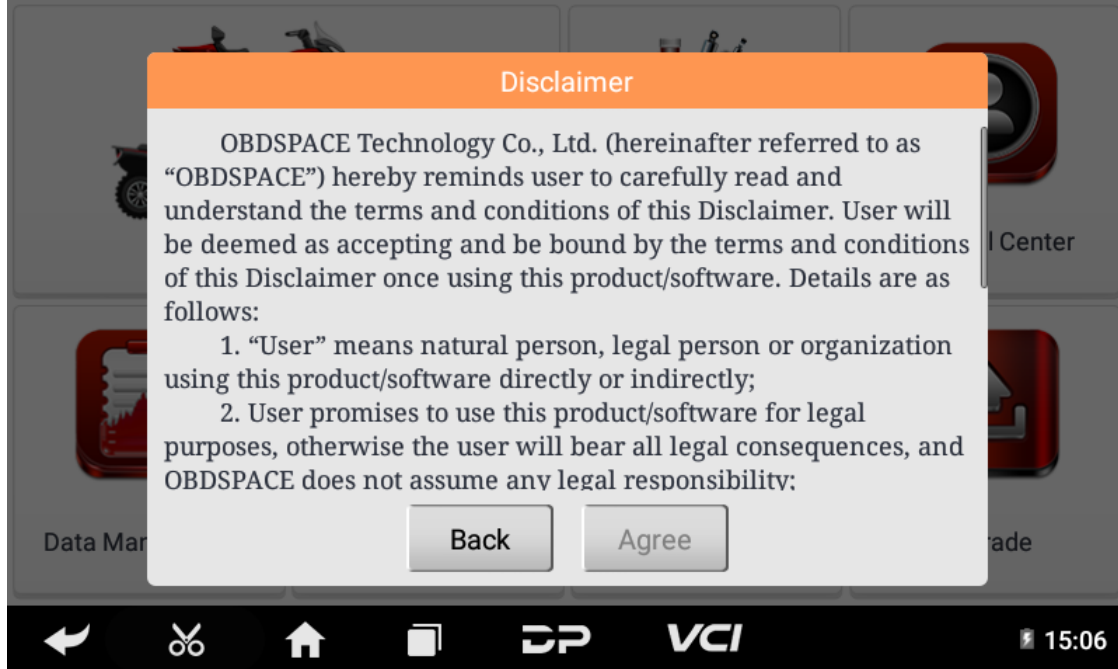 Disclaimer
OBDSPACE Technology Co., Ltd. (hereinafter referred to as
“OBDSPACE”) hereby reminds user to carefully read and
understand the terms and conditions of this Disclaimer. User will
be deemed as accepting and be bound by the terms and conditions
of this Disclaimer once using this product/software. Details are as
follows:
1. “User” means natural person, legal person or organization
using this product/software directly or indirectly;
2. User promises to use this product/software for legal
purposes, otherwise the user will bear all legal consequences, and
OBDSPACE does not assume any legal responsibility;
Back
Agree
l Center
Data Mar
rade
DP
VCI
15:06